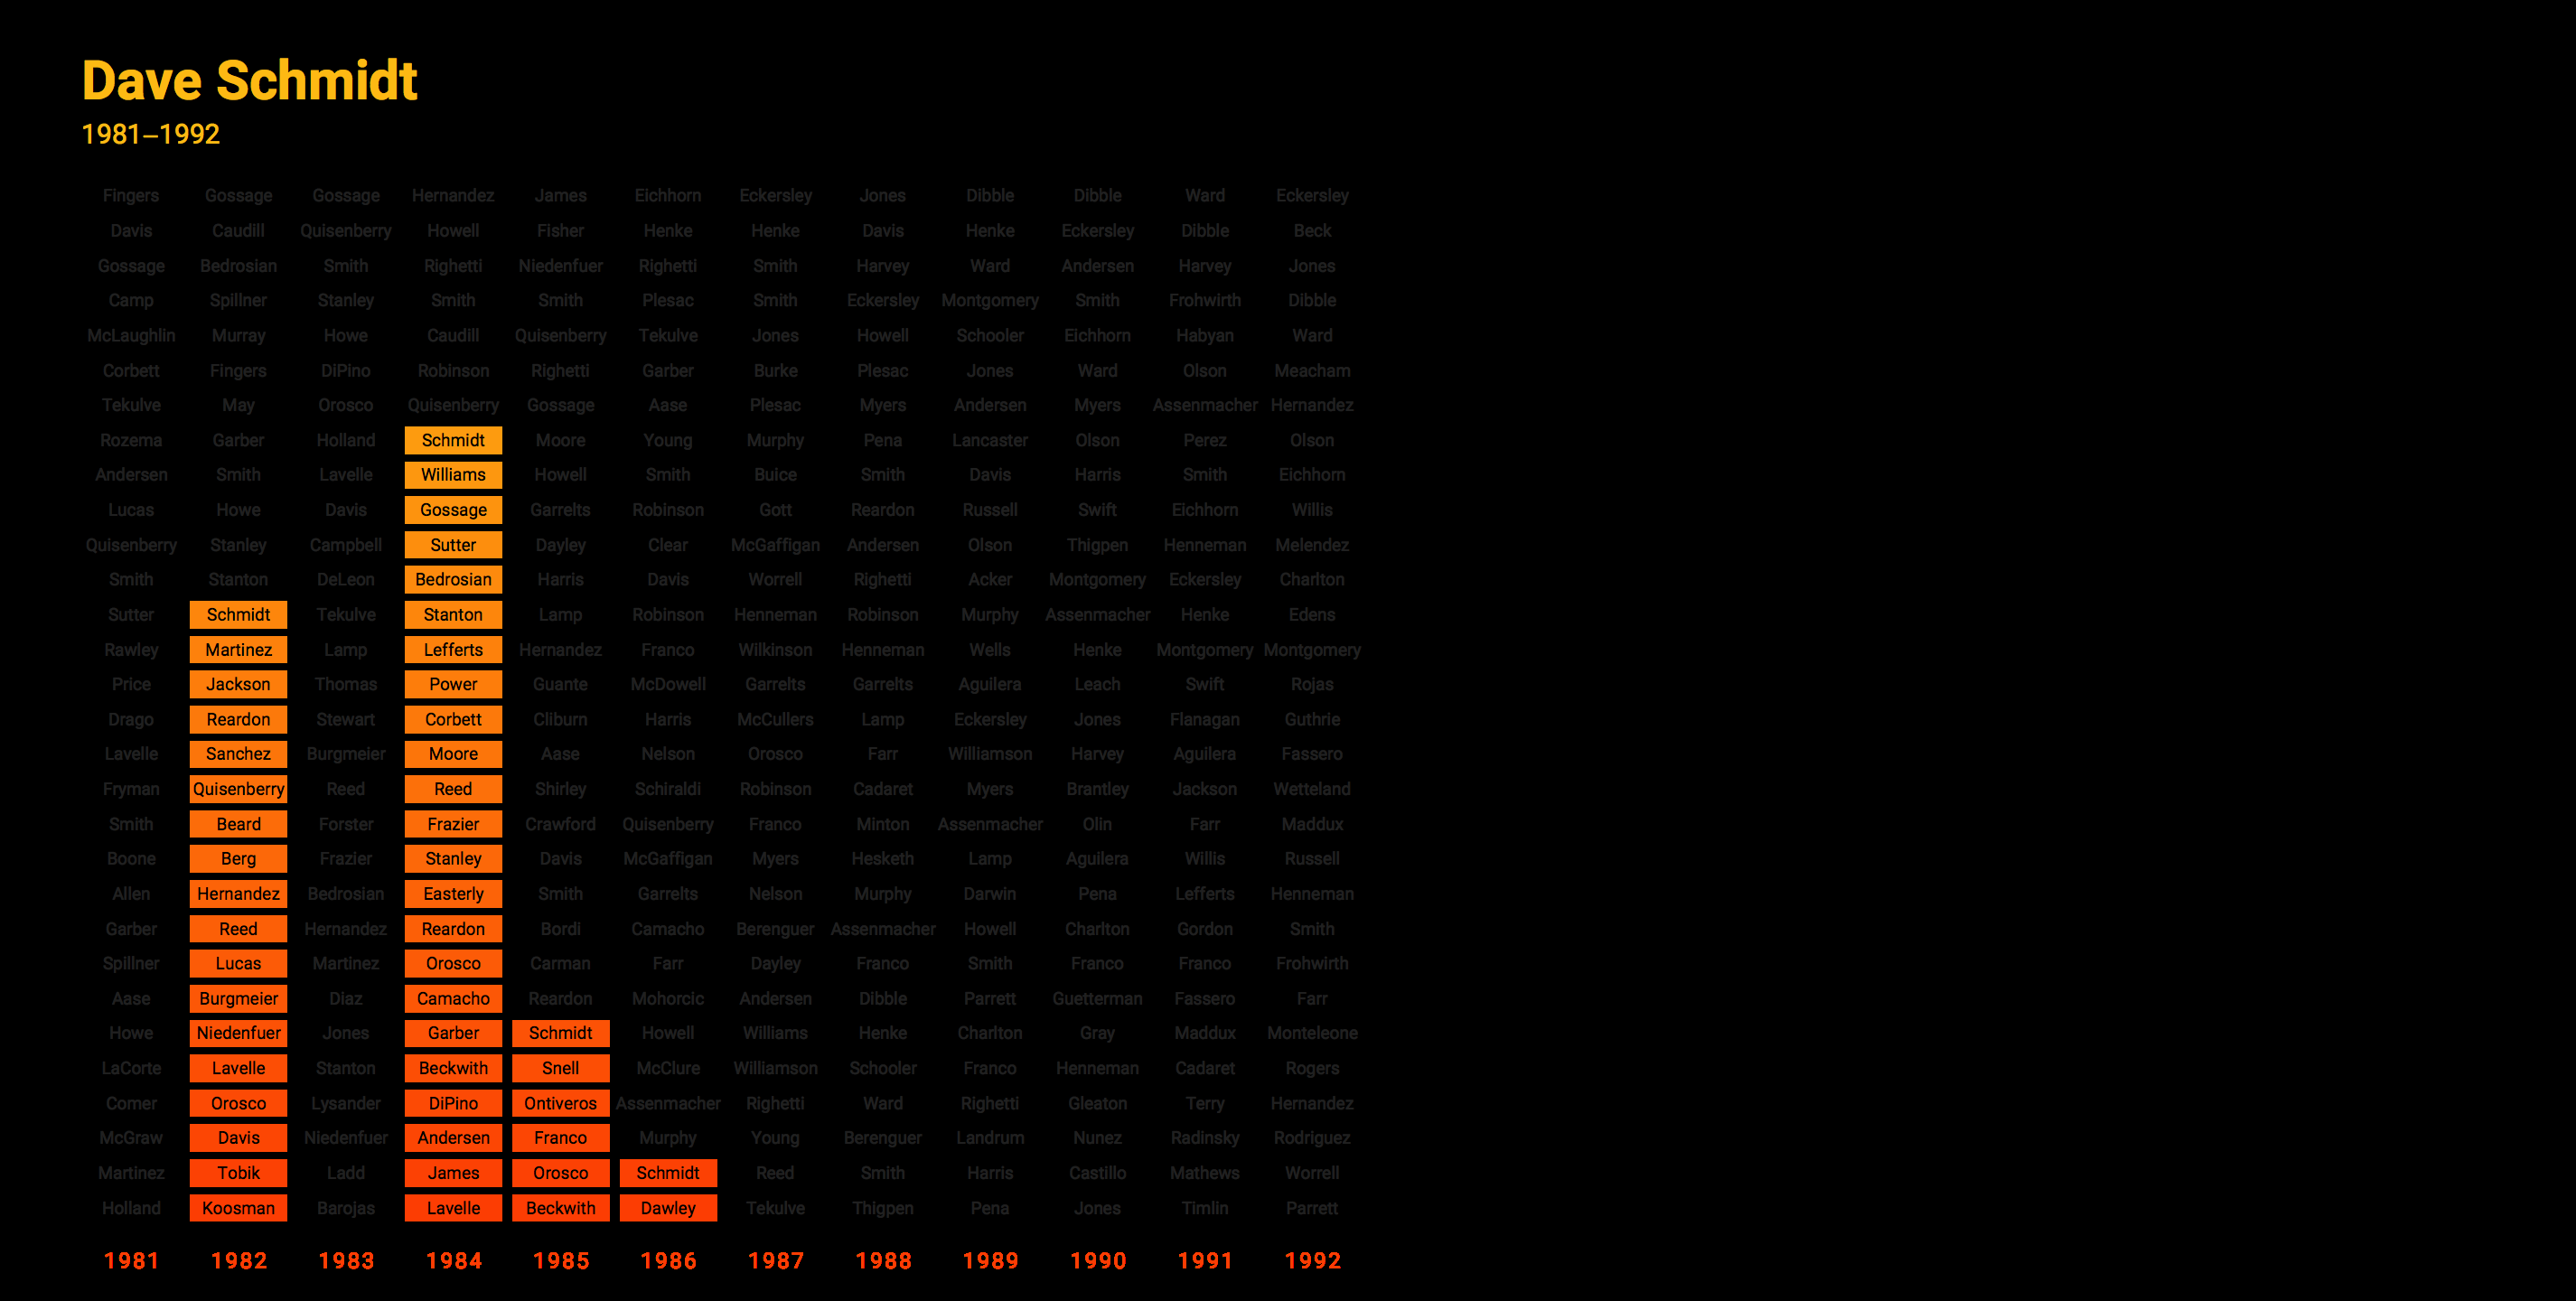 Dave Schmidt
1981–1992
Fingers Gossage Gossage Hernandez James Eichhorn Eckersley Jones Dibble Dibble Ward Eckersley
Davis Caudill Quisenberry Howell Fisher Henke Henke Davis Henke Eckersley Dibble Beck
Gossage Bedrosian Smith Righetti Niedenfuer Righetti Smith Harvey Ward Andersen Harvey Jones
Camp Spillner Stanley Smith Smith Plesac Smith Eckersley Montgomery Smith Frohwirth Dibble
McLaughlin Murray Howe Caudill Quisenberry Tekulve Jones Howell Schooler Eichhorn Habyan Ward
Corbett Fingers DiPino Robinson Righetti Garber Burke Plesac Jones Ward Olson Meacham
Tekulve May Orosco Quisenberry Gossage Aase Plesac Myers Andersen Myers Assenmacher Hernandez
Rozema Garber Holland Schmidt Moore Young Murphy Pena Lancaster Olson Perez Olson
Andersen Smith Lavelle Williams Howell Smith Buice Smith Davis Harris Smith Eichhorn
Lucas Howe Davis Gossage Garrelts Robinson Gott Reardon Russell Swift Eichhorn Willis
Quisenberry Stanley Campbell Sutter Dayley Clear McGaffigan Andersen Olson Thigpen Henneman Melendez
Smith Stanton DeLeon Bedrosian Harris Davis Worrell Righetti Acker Montgomery Eckersley Charlton
Sutter Schmidt Tekulve Stanton Lamp Robinson Henneman Robinson Murphy Assenmacher Henke Edens
Rawley Martinez Lamp Lefferts Hernandez Franco Wilkinson Henneman Wells Henke Montgomery Montgomery
Price Jackson Thomas Power Guante McDowell Garrelts Garrelts Aguilera Leach Swift Rojas
Drago Reardon Stewart Corbett Cliburn Harris McCullers Lamp Eckersley Jones Flanagan Guthrie
Lavelle Sanchez Burgmeier Moore Aase Nelson Orosco Farr Williamson Harvey Aguilera Fassero
Fryman Quisenberry Reed Reed Shirley Schiraldi Robinson Cadaret Myers Brantley Jackson Wetteland
Smith Beard Forster Frazier Crawford Quisenberry Franco Minton Assenmacher Olin Farr Maddux
Boone Berg Frazier Stanley Davis McGaffigan Myers Hesketh Lamp Aguilera Willis Russell
Allen Hernandez Bedrosian Easterly Smith Garrelts Nelson Murphy Darwin Pena Lefferts Henneman
Garber Reed Hernandez Reardon Bordi Camacho Berenguer Assenmacher Howell Charlton Gordon Smith
Spillner Lucas Martinez Orosco Carman Farr Dayley Franco Smith Franco Franco Frohwirth
Aase Burgmeier Diaz Camacho Reardon Mohorcic Andersen Dibble Parrett Guetterman Fassero Farr
Howe Niedenfuer Jones Garber Schmidt Howell Williams Henke Charlton Gray Maddux Monteleone
LaCorte Lavelle Stanton Beckwith Snell McClure Williamson Schooler Franco Henneman Cadaret Rogers
Comer Orosco Lysander DiPino Ontiveros Assenmacher Righetti Ward Righetti Gleaton Terry Hernandez
McGraw Davis Niedenfuer Andersen Franco Murphy Young Berenguer Landrum Nunez Radinsky Rodriguez
Martinez Tobik Ladd James Orosco Schmidt Reed Smith Harris Castillo Mathews Worrell
Holland Koosman Barojas Lavelle Beckwith Dawley Tekulve Thigpen Pena Jones Timlin Parrett
1981 1982 1983 1984 1985 1986 1987 1988 1989 1990 1991 1992